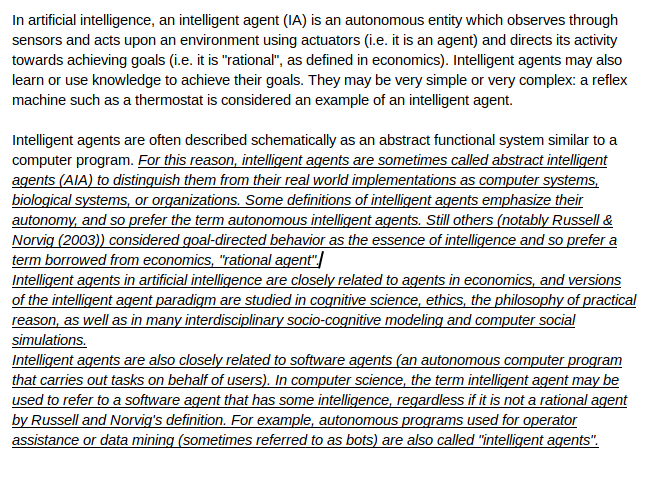 In artificial intelligence, an intelligent agent (IA) is an autonomous entity which observes through
sensors and acts upon an environment using actuators (i.e. it is an agent) and directs its activity
towards achieving goals (i.e. it is "rational", as defined in economics). Intelligent agents may also
learn or use knowledge to achieve their goals. They may be very simple or very complex: a reflex
machine such as a thermostat is considered an example of an intelligent agent.
Intelligent agents are often described schematically as an abstract functional system similar to a
computer program. For this reason, intelligent agents are sometimes called abstract intelligent
agents (AIA) to distinguish them from their real world implementations as computer systems,
biological systems, or organizations. Some definitions of intelligent agents emphasize their
autonomy, and so prefer the term autonomous intelligent agents. Still others (notably Russell &
Norvig (2003)) considered goal-directed behavior as the essence of intelligence and so prefer a
term borrowed from economics, "rational agent".
Intelligent agents in artificial intelligence are closely related to agents in economics, and versions
of the intelligent agent paradigm are studied in cognitive science, ethics, the philosophy of practical
reason, as well as in many interdisciplinary socio-cognitive modeling and computer social
simulations.
Intelligent agents are also closely related to software agents (an autonomous computer program
that carries out tasks on behalf of users). In computer science, the term intelligent agent may be
used to refer to a software agent that has some intelligence, regardless if it is not a rational agent
by Russell and Norvig's definition. For example, autonomous programs used for operator
assistance or data mining (sometimes referred to as bots) are also called "intelligent agents".